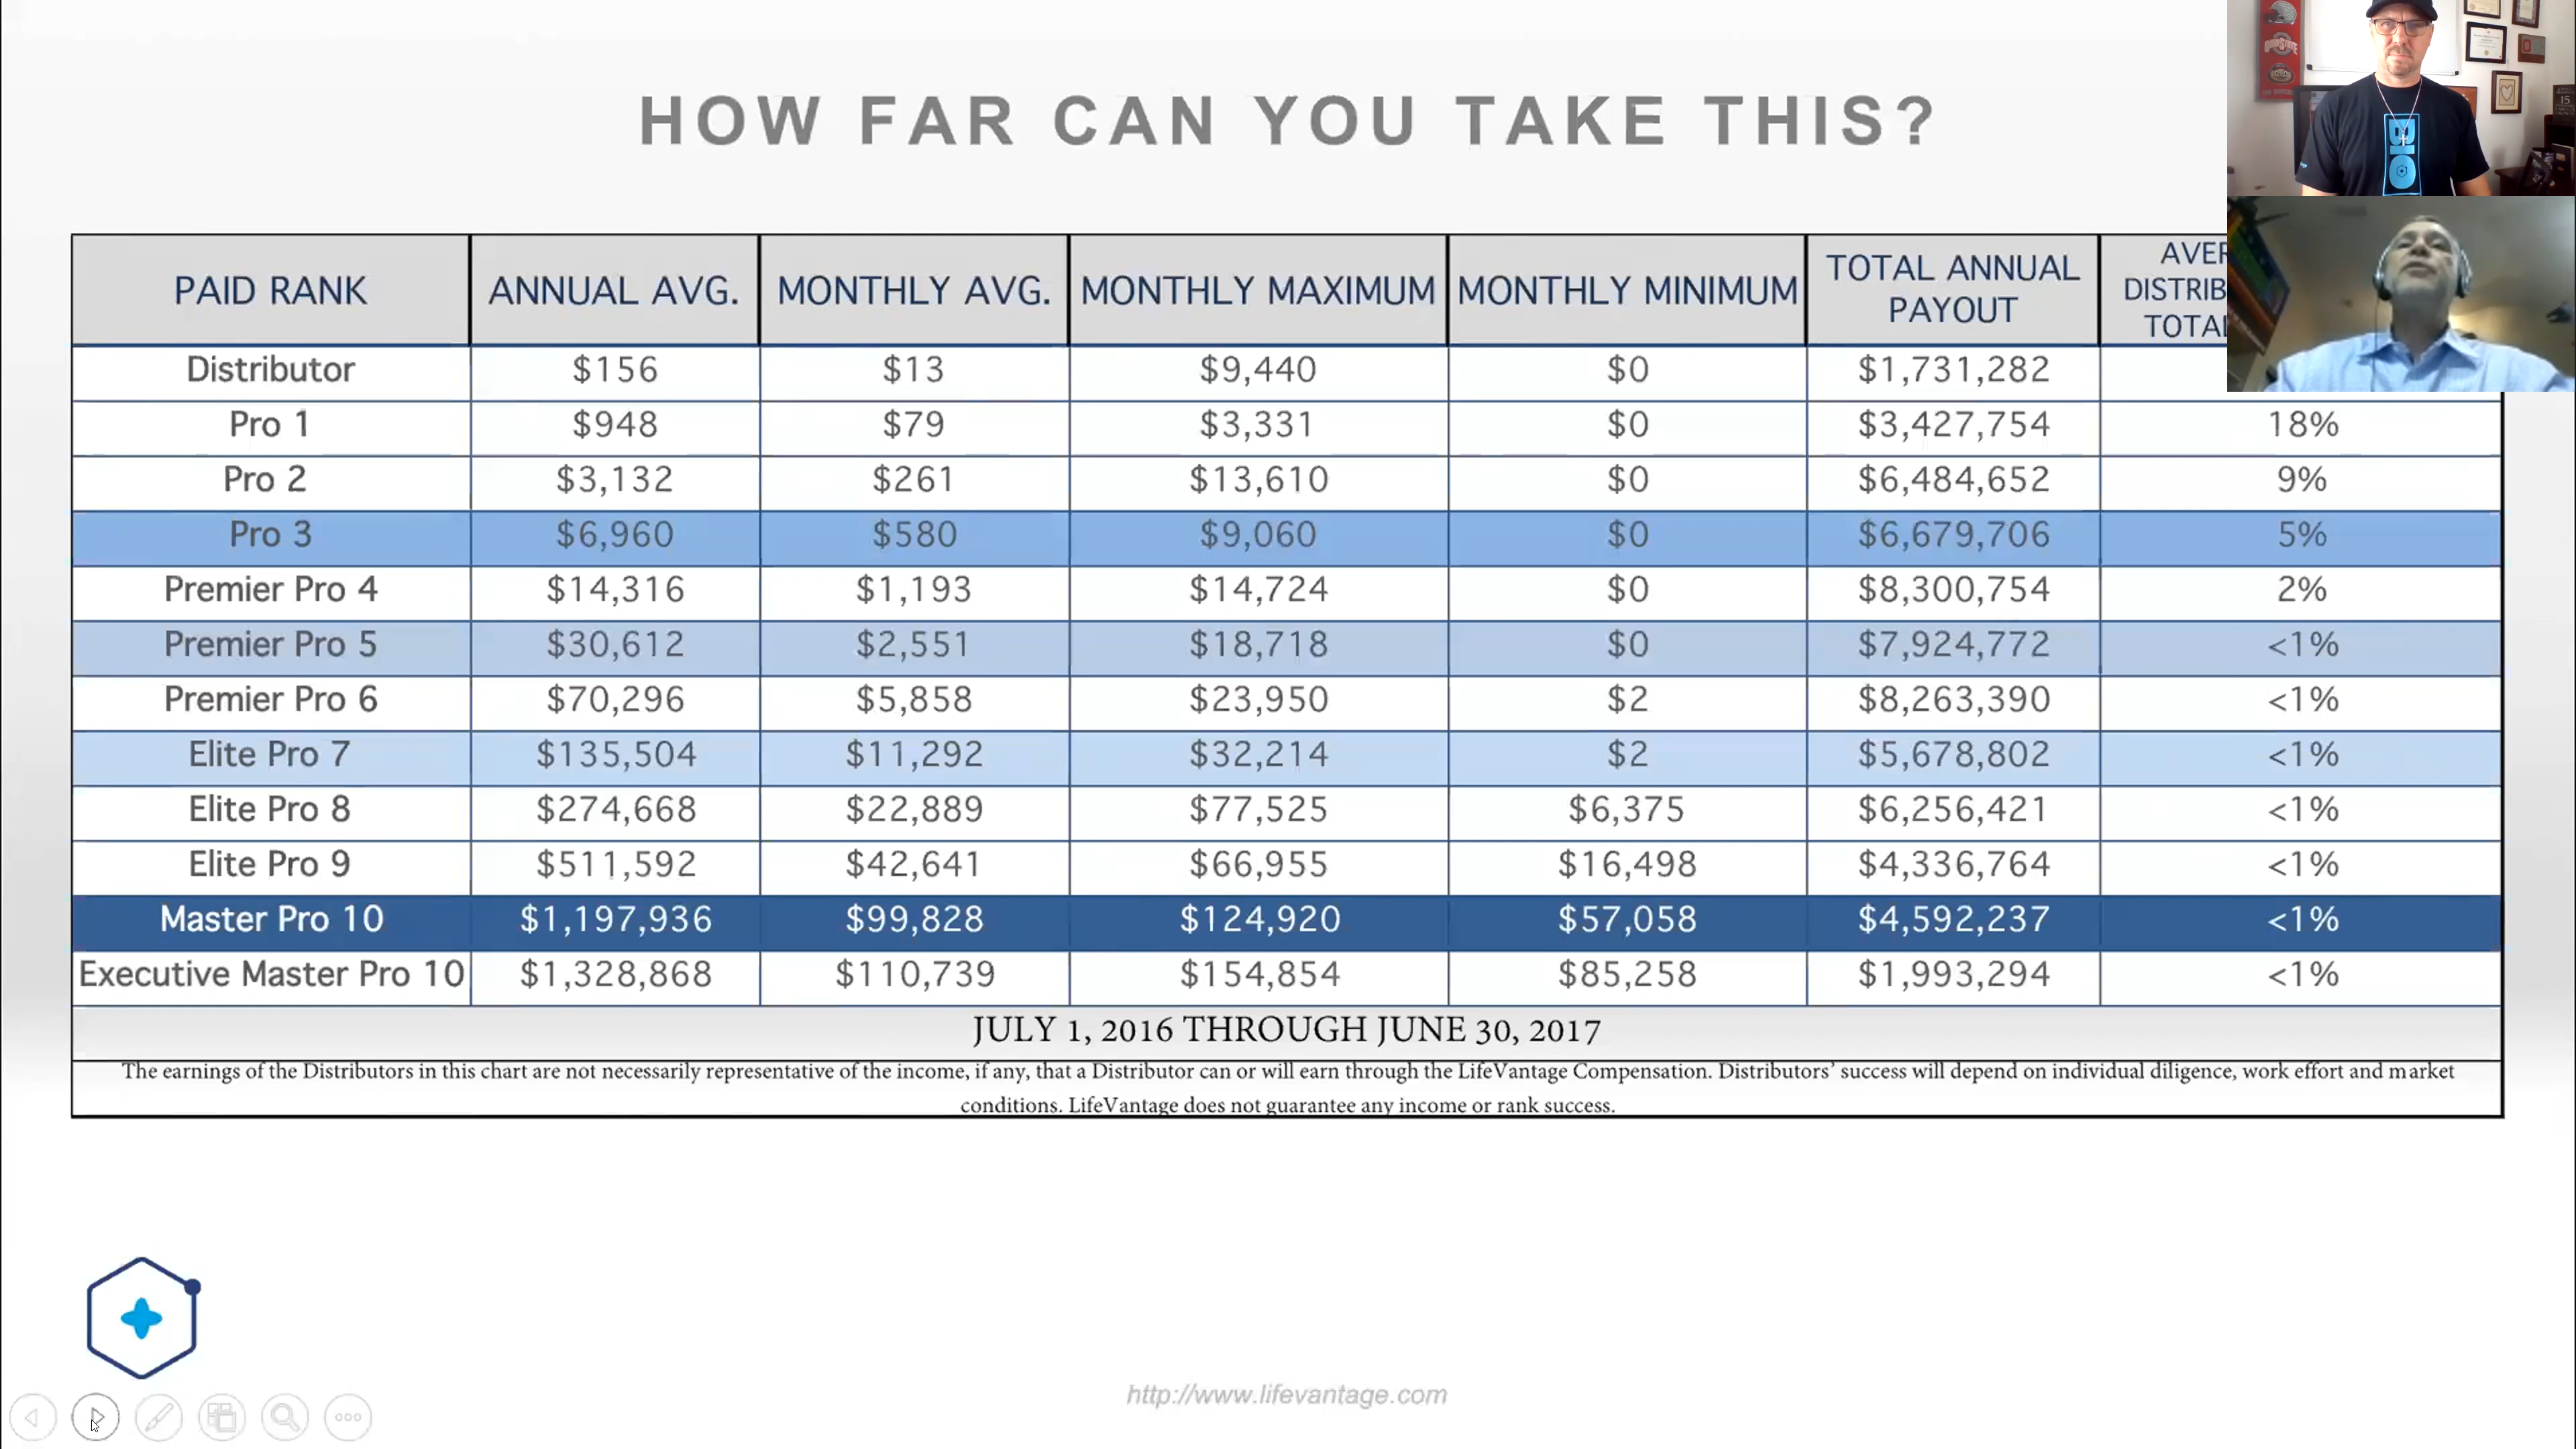 HOW FAR CAN YOU TAKE THIS?
PAID RANK ANNUAL AVG. MONTHLY AVG. MONTHLY MAXIMUM MONTHLY MINIMUM TOTAL ANNUAL PAYOUT
Distributor $156 $13 $9,440 $0 $1,731,282
Pro 1 $948 $79 $3,331 $0 $3,427,754 18%
Pro 2 $3,132 $261 $13,610 $0 $6,484,652 9%
Pro 3 $6,960 $580 $9,060 $0 $6,679,706 5%
Premier Pro 4 $14,316 $1,193 $14,724 $0 $8,300,754 2%
Premier Pro 5 $30,612 $2,551 $18,718 $0 $7,924,772 <1%
Premier Pro 6 $70,296 $5,858 $23,950 $2 $8,263,390 <1%
Elite Pro 7 $135,504 $11,292 $32,214 $2 $5,678,802 <1%
Elite Pro 8 $274,668 $22,889 $77,525 $6,375 $6,256,421 <1%
Elite Pro 9 $511,592 $42,641 $66,955 $16,498 $4,336,764 <1%
Master Pro 10 $1,197,936 $99,828 $124,920 $57,058 $4,592,237 <1%
Executive Master Pro 10 $1,328,868 $110,739 $154,854 $85,258 $1,993,294 <1%
JULY 1, 2016 THROUGH JUNE 30, 2017
The earnings of the Distributors in this chart are not necessarily representative of the income, if any, that a Distributor can or will earn through the LifeVantage Compensation. Distributors’ success will depend on individual diligence, work effort and market
conditions. LifeVantage does not guarantee any income or rank success.
http://www.lifevantage.com